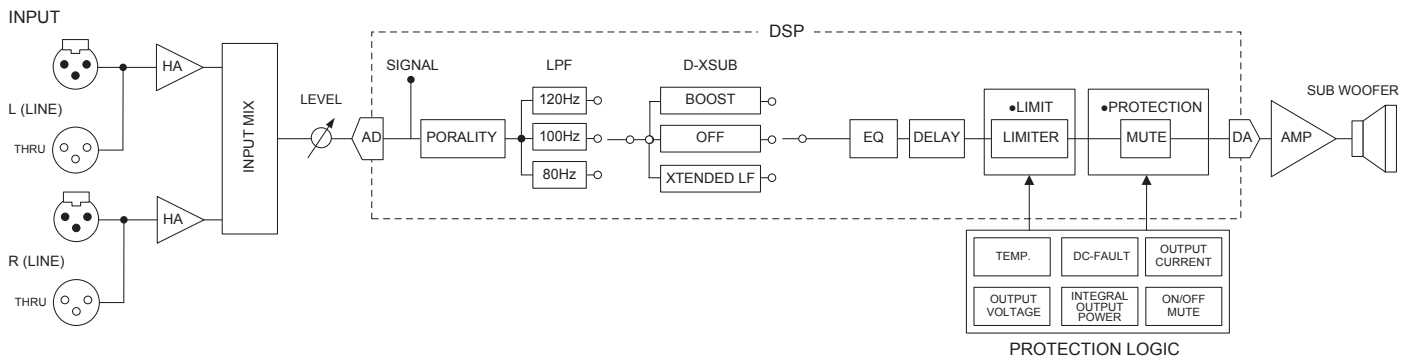 INPUT
DSP
SIGNAL
LPF
D-XSUB
HA
L (LINE)
THRU
INPUT MIX
LEVEL
AD
PORALITY
120Hz
100Hz
80Hz
BOOST
OFF
XTENDED LF
EQ
DELAY
●LIMIT
LIMITER
●PROTECTION
MUTE
DA
AMP
SUB WOOFER
HA
R (LINE)
THRU
TEMP.
DC-FAULT
OUTPUT
CURRENT
OUTPUT
VOLTAGE
INTEGRAL
OUTPUT
POWER
ON/OFF
MUTE
PROTECTION LOGIC